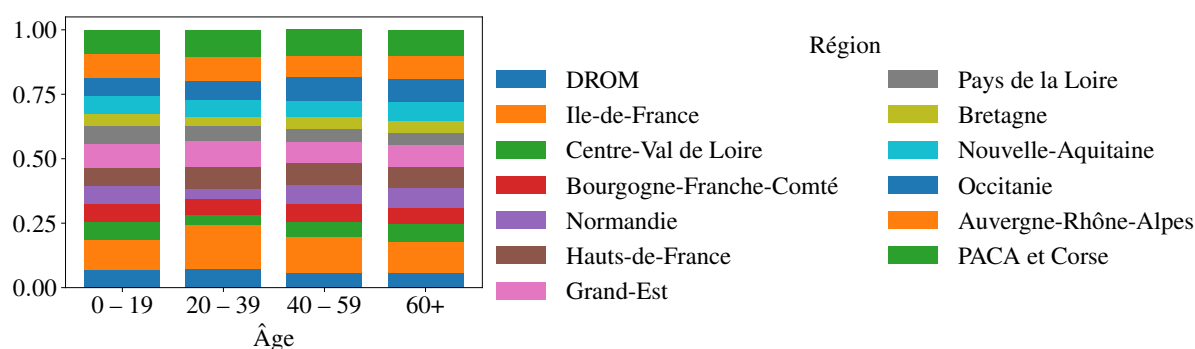 1.00
0.75
0.50
0.25
0.00
0 – 19
20 – 39
40 – 59
60+
Âge
Région
DROM
Ile-de-France
Centre-Val de Loire
Bourgogne-Franche-Comté
Normandie
Hauts-de-France
Grand-Est
Pays de la Loire
Bretagne
Nouvelle-Aquitaine
Occitanie
Auvergne-Rhône-Alpes
PACA et Corse